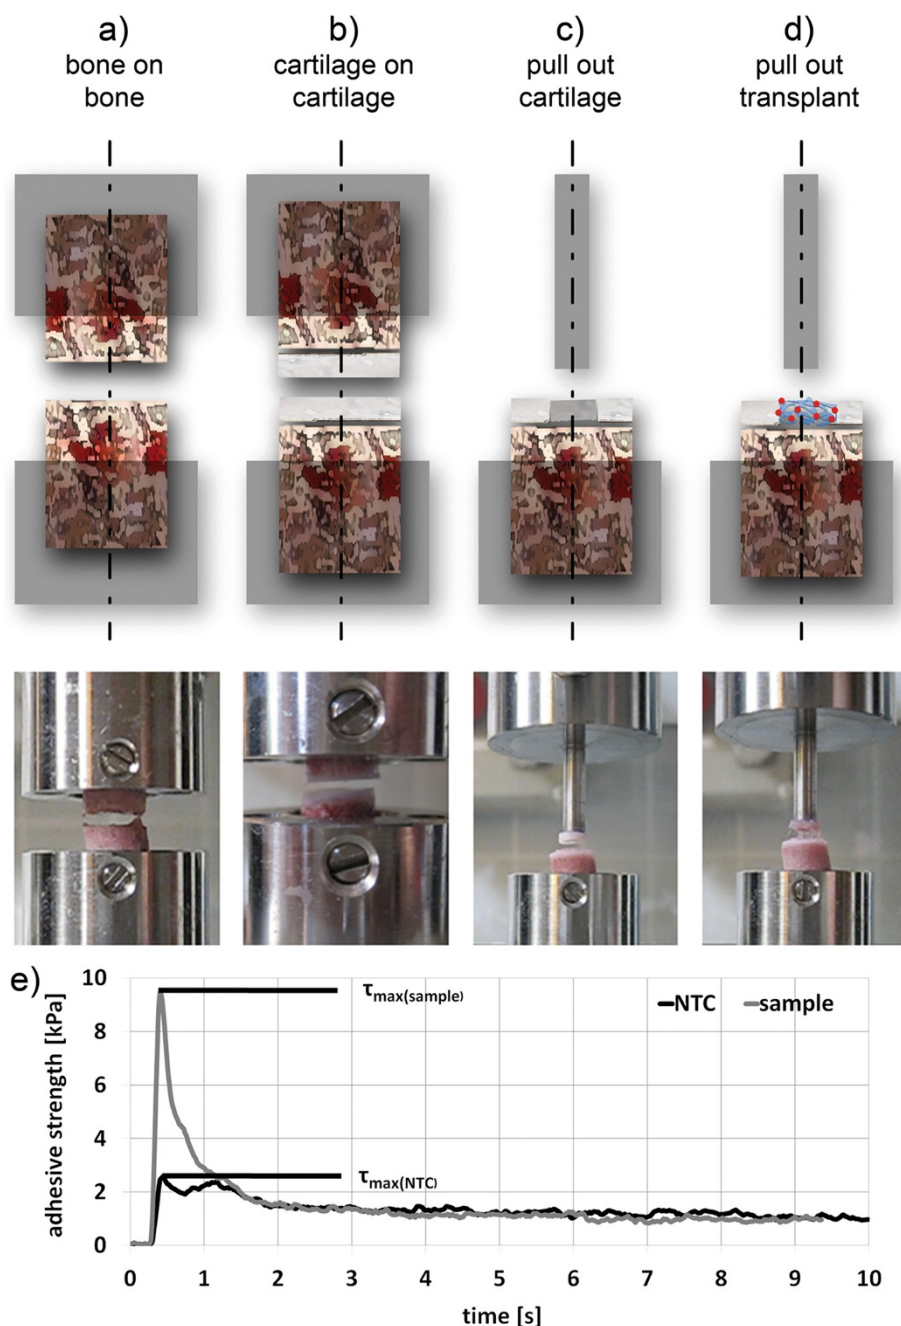 a)
bone on
bone
b)
cartilage on
cartilage
c)
pull out
cartilage
d)
pull out
transplant
e)
adhesive strength [kPa]
10
8
6
4
2
0
τmax(sample)
τmax(NTC)
NTC sample
0 1 2 3 4 5 6 7 8 9 10
time [s]